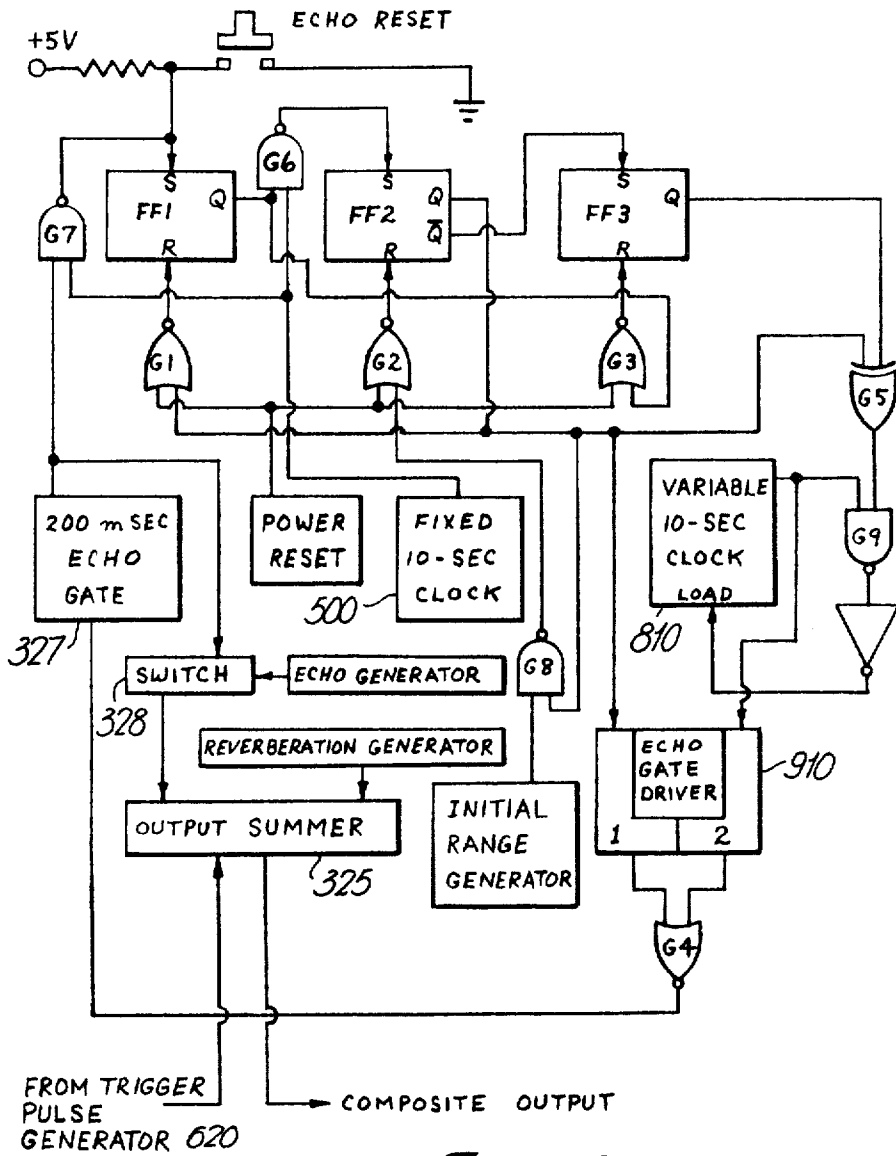 ECHO RESET
+5V
G6
S
FF1
Q
R
S
FF2
Q
Q̅
R
S
FF3
Q
R
G7
G1
G2
G3
G5
200 mSEC
ECHO
GATE
327
POWER
RESET
FIXED
10-SEC
CLOCK
500
VARIABLE
10-SEC
CLOCK
LOAD
810
G9
SWITCH
328
ECHO GENERATOR
G8
REVERBERATION GENERATOR
OUTPUT SUMMER
325
INITIAL
RANGE
GENERATOR
ECHO
GATE
DRIVER
1
2
910
G4
FROM TRIGGER
PULSE
GENERATOR 620
COMPOSITE OUTPUT